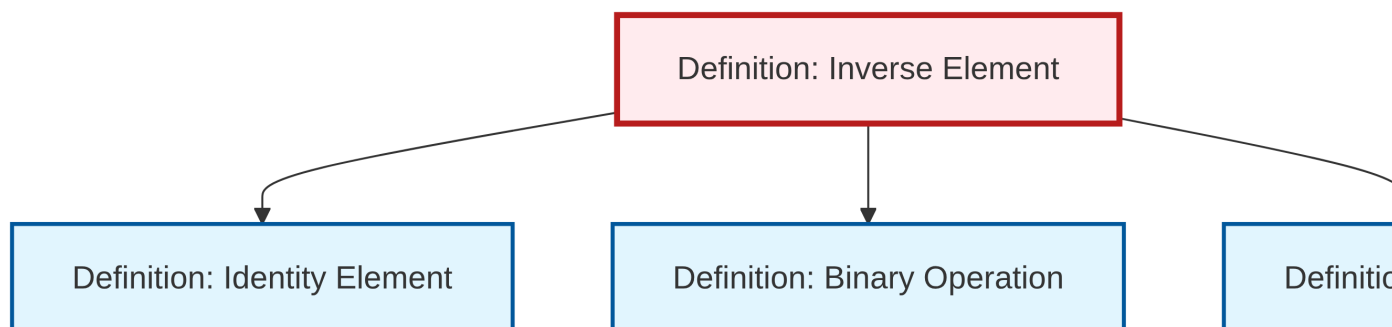 Definition: Inverse Element
Definition: Identity Element
Definition: Binary Operation